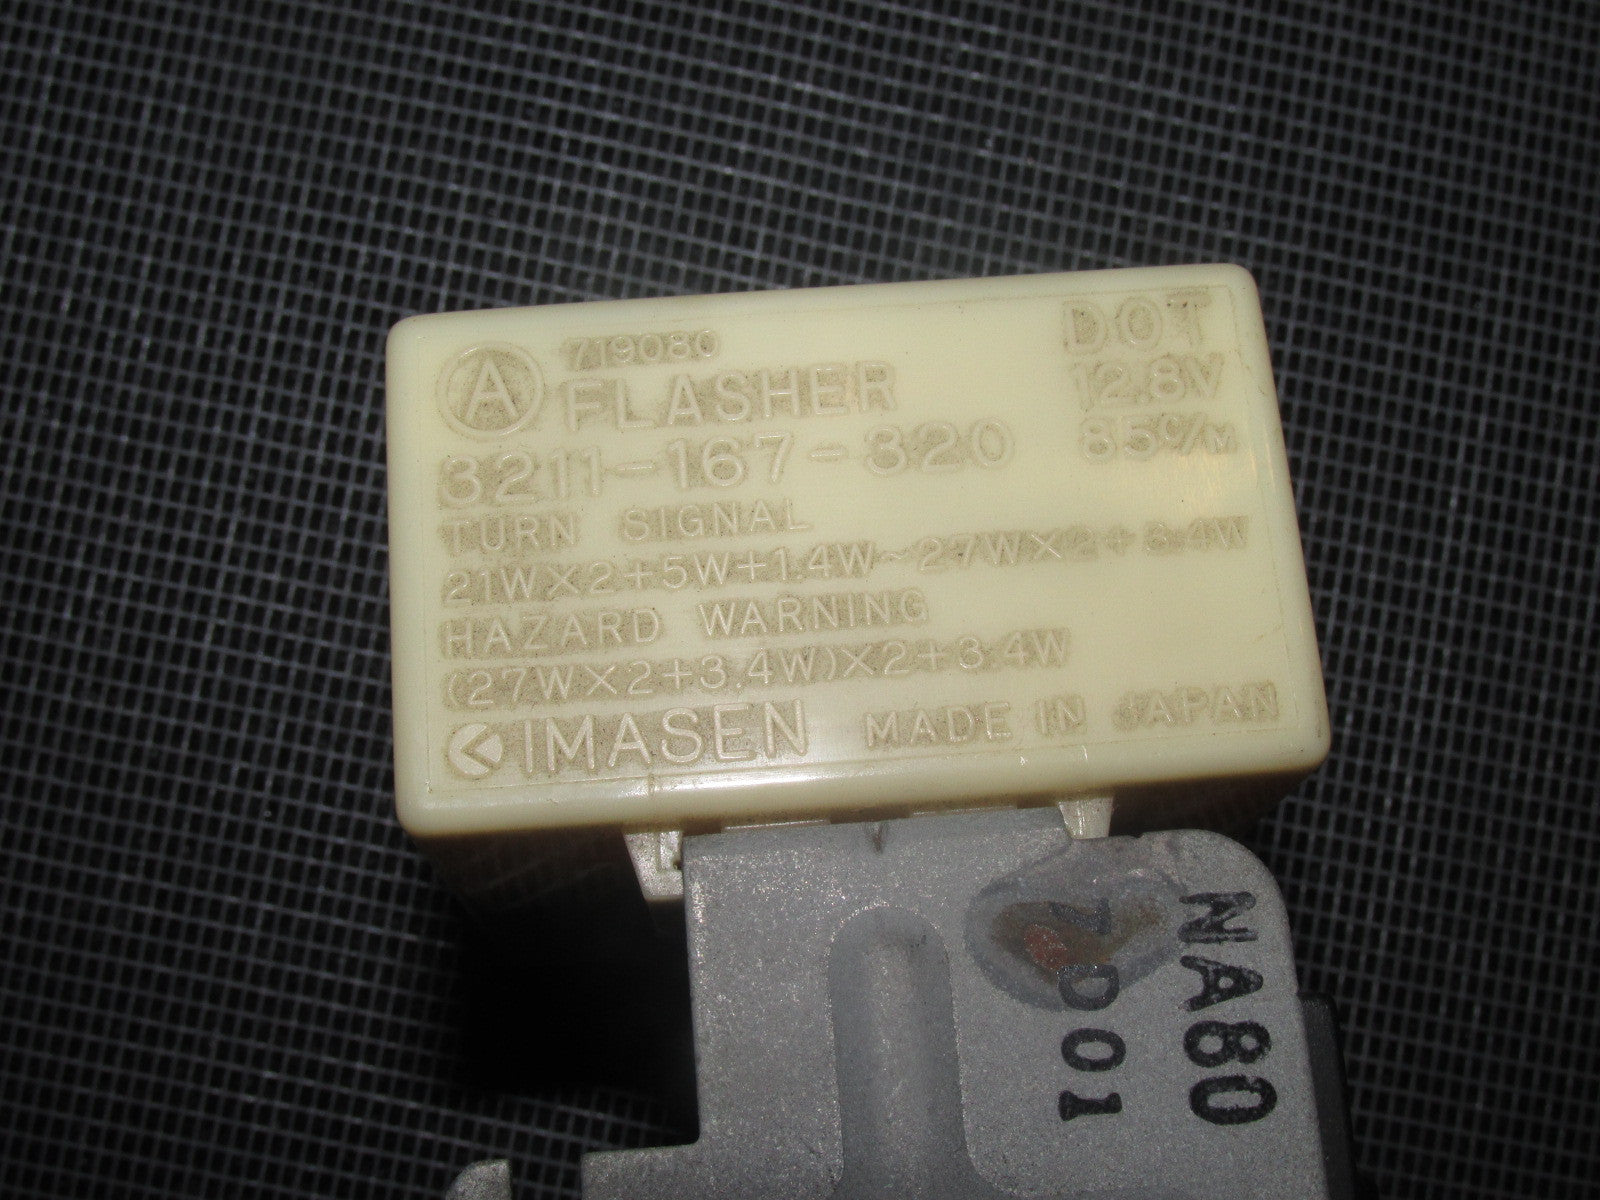 719080
A FLASHER
DOT
12.8V
85C/M
3211-167-320
TURN SIGNAL
21W×2+5W+1.4W~27W×2+3.4W
HAZARD WARNING
(27W×2+3.4W)×2+3.4W
IMASEN MADE IN JAPAN
NA80
7D01